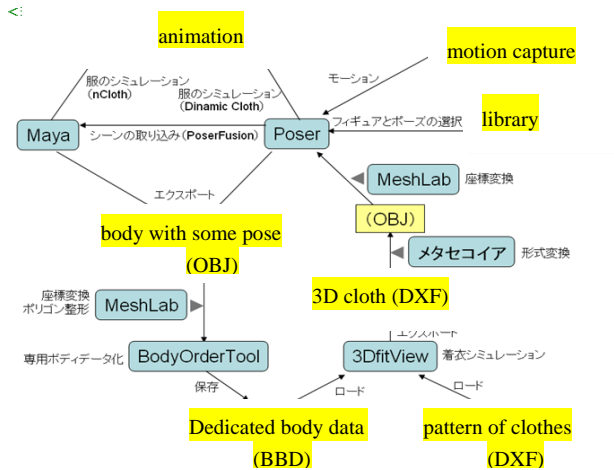 <:
animation
motion capture
服のシミュレーション
(nCloth)
服のシミュレーション
(Dinamic Cloth)
モーション
library
Maya
シーンの取り込み(PoserFusion)
Poser
フィギュアとポーズの選択
MeshLab
座標変換
エクスポート
(OBJ)
body with some pose
(OBJ)
メタセコイア
形式変換
3D cloth (DXF)
座標変換
ポリゴン整形
MeshLab
エクスポート
専用ボディデータ化
BodyOrderTool
3DfitView
着衣シミュレーション
保存
ロード
ロード
Dedicated body data
(BBD)
pattern of clothes
(DXF)